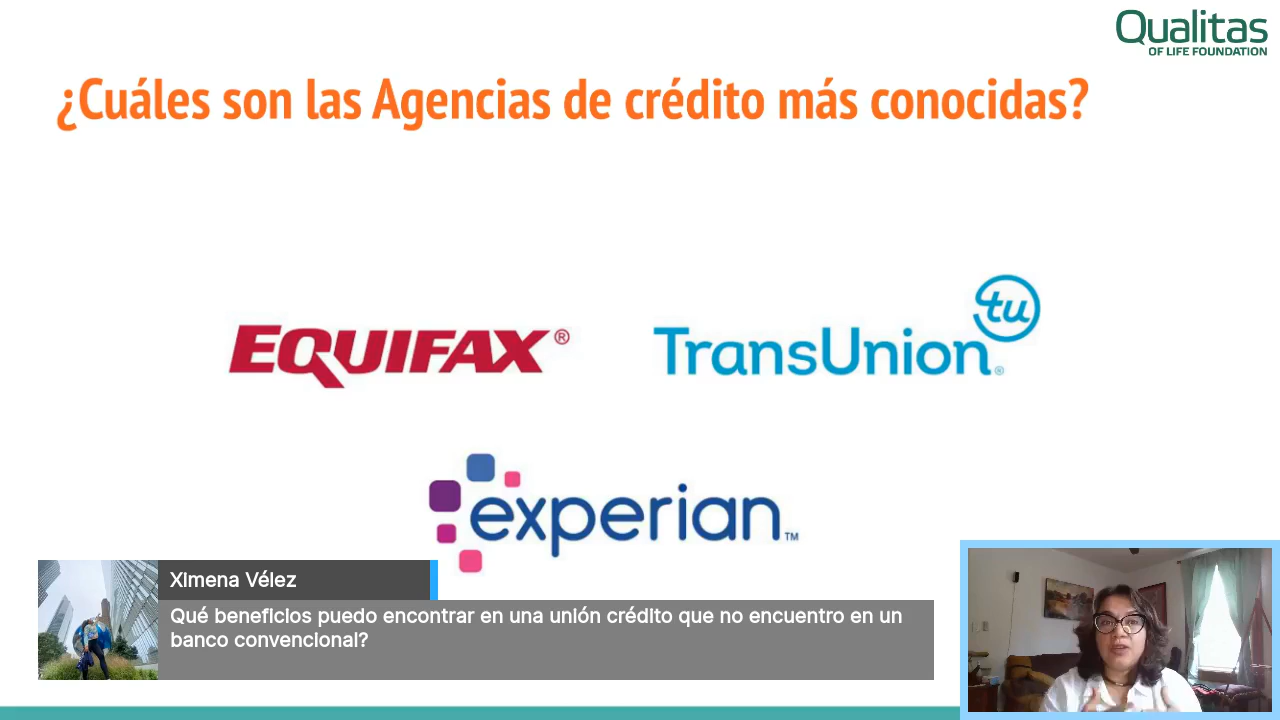 Qualitas
OF LIFE FOUNDATION
¿Cuáles son las Agencias de crédito más conocidas?
tu
EQUIFAX®
TransUnion®
experian™
XImena Vélez
Qué beneficios puedo encontrar en una unión crédito que no encuentro en un
banco convencional?